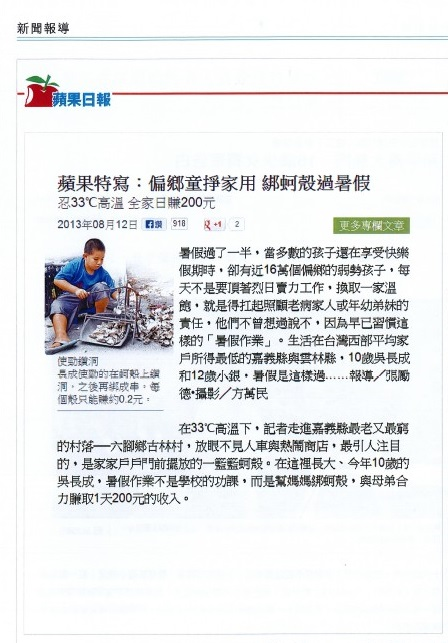 新聞報導
蘋果日報
蘋果特寫：偏鄉童掙家用 綁蚵殼過暑假
忍33℃高溫 全家日賺200元
2013年08月12日 讚 918 g +1 2
更多專欄文章
暑假過了一半，當多數的孩子還在享受快樂
假期時，卻有近16萬個偏鄉的弱勢孩子，每
天不是要頂著烈日賣力工作，換取一家溫
飽，就是得扛起照顧老病家人或年幼弟妹的
責任，他們不曾想過說不，因為早已習慣這
樣的「暑假作業」。生活在台灣西部平均家
戶所得最低的嘉義縣與雲林縣，10歲吳長成
和12歲小銀，暑假是這樣過……報導╱張勵
德‧攝影╱方萬民
使勁鑽洞
長成使勁的在蚵殼上鑽
洞，之後再綁成串。每
個殼只能賺約0.2元。
在33℃高溫下，記者走進嘉義縣最老又最窮
的村落─六腳鄉古林村，放眼不見人車與熱鬧商店，最引人注目
的，是家家戶戶門前擺放的一籃籃蚵殼。在這裡長大、今年10歲的
吳長成，暑假作業不是學校的功課，而是幫媽媽綁蚵殼，與母弟合
力賺取1天200元的收入。